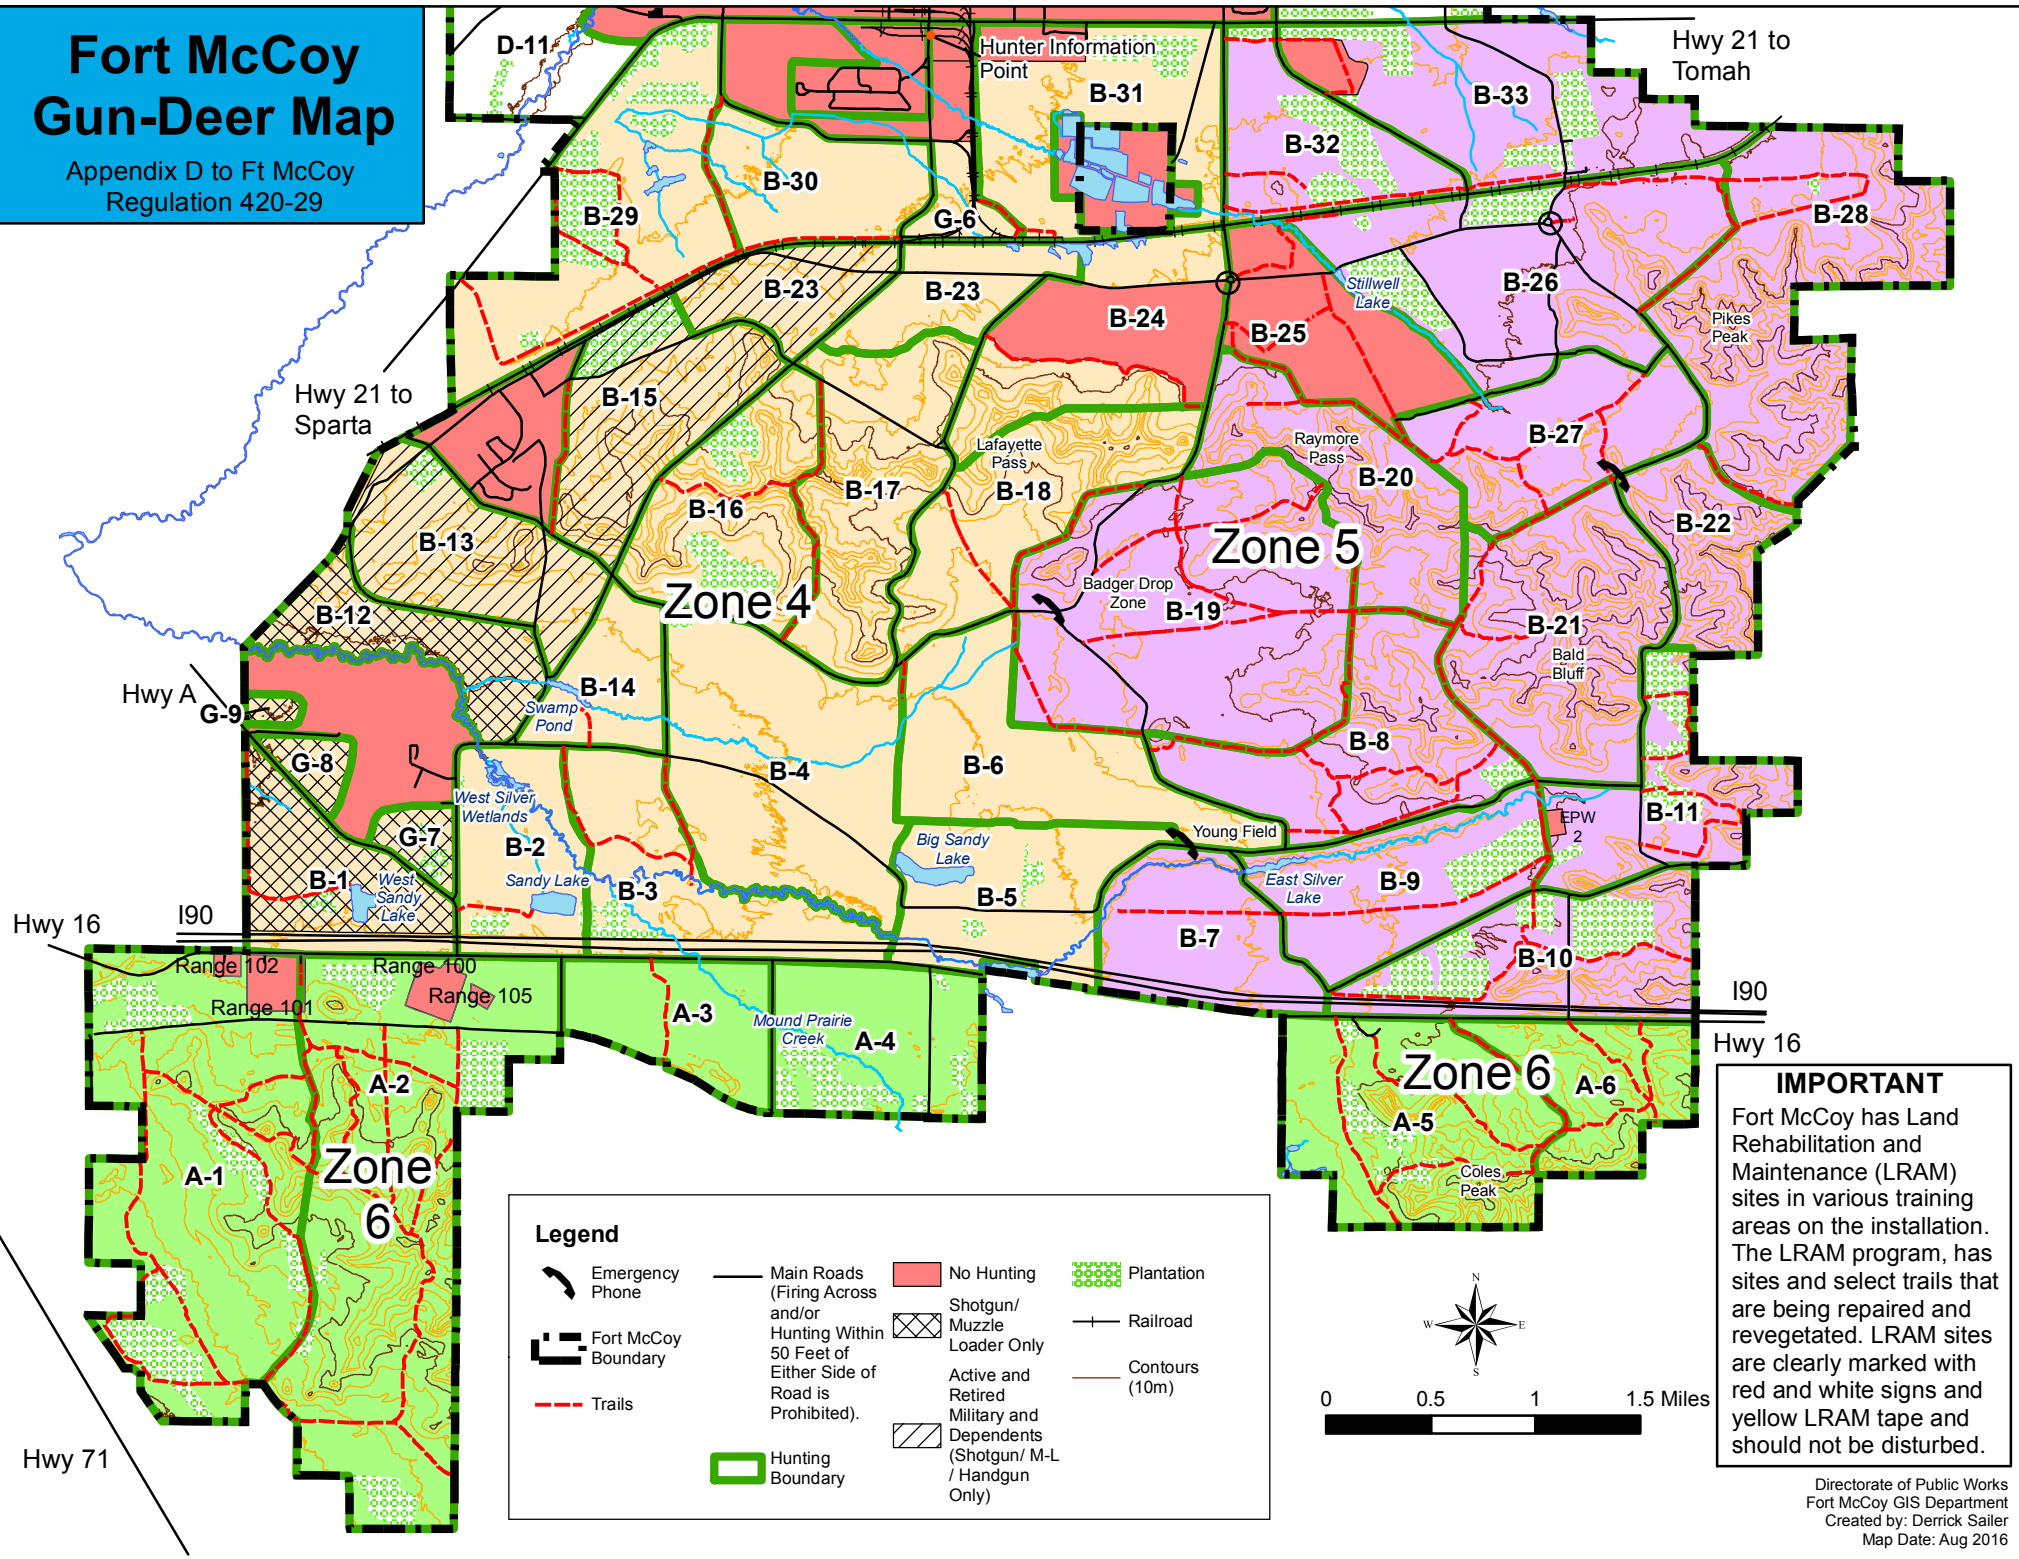 Fort McCoy
Gun-Deer Map
Appendix D to Ft McCoy
Regulation 420-29
D-11
Hunter Information
Point
B-31
B-33
Hwy 21 to
Tomah
B-32
B-30
B-29
G-6
B-28
B-23
B-23
B-24
B-25
Stillwell
Lake
B-26
Pikes
Peak
Hwy 21 to
Sparta
B-15
Lafayette
Pass
Raymore
Pass
B-27
B-16
B-17
B-18
B-20
B-22
B-13
Zone 4
Zone 5
Badger Drop
Zone
B-19
B-12
B-21
Bald
Bluff
Hwy A
G-9
B-14
Swamp
Pond
G-8
B-4
B-6
B-8
West Silver
Wetlands
G-7
B-2
Big Sandy
Lake
Young Field
EPW
2
B-11
B-1
West
Sandy
Lake
Sandy Lake
B-3
B-5
East Silver
Lake
B-9
Hwy 16
I90
B-7
B-10
Range 102
Range 100
Range 101
Range 105
A-3
Mound Prairie
Creek
A-4
I90
Hwy 16
A-2
Zone 6
A-6
A-5
Coles
Peak
A-1
Zone
6
Hwy 71
Legend
Emergency
Phone
Fort McCoy
Boundary
Trails
Main Roads
(Firing Across
and/or
Hunting Within
50 Feet of
Either Side of
Road is
Prohibited).
Hunting
Boundary
No Hunting
Shotgun/
Muzzle
Loader Only
Active and
Retired
Military and
Dependents
(Shotgun/ M-L
/ Handgun
Only)
Plantation
Railroad
Contours
(10m)
N
W
E
S
0 0.5 1 1.5 Miles
IMPORTANT
Fort McCoy has Land
Rehabilitation and
Maintenance (LRAM)
sites in various training
areas on the installation.
The LRAM program, has
sites and select trails that
are being repaired and
revegetated. LRAM sites
are clearly marked with
red and white signs and
yellow LRAM tape and
should not be disturbed.
Directorate of Public Works
Fort McCoy GIS Department
Created by: Derrick Sailer
Map Date: Aug 2016